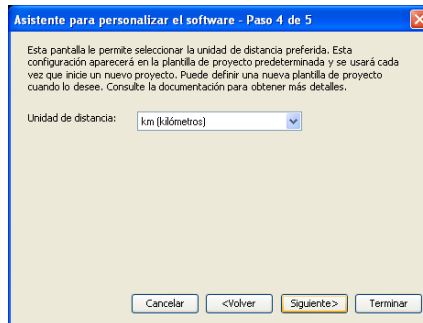 Asistente para personalizar el software - Paso 4 de 5
Esta pantalla le permite seleccionar la unidad de distancia preferida. Esta
configuración aparecerá en la plantilla de proyecto predeterminada y se usará cada
vez que inicie un nuevo proyecto. Puede definir una nueva plantilla de proyecto
cuando lo desee. Consulte la documentación para obtener más detalles.
Unidad de distancia: km (kilómetros)
Cancelar <Volver Siguiente> Terminar